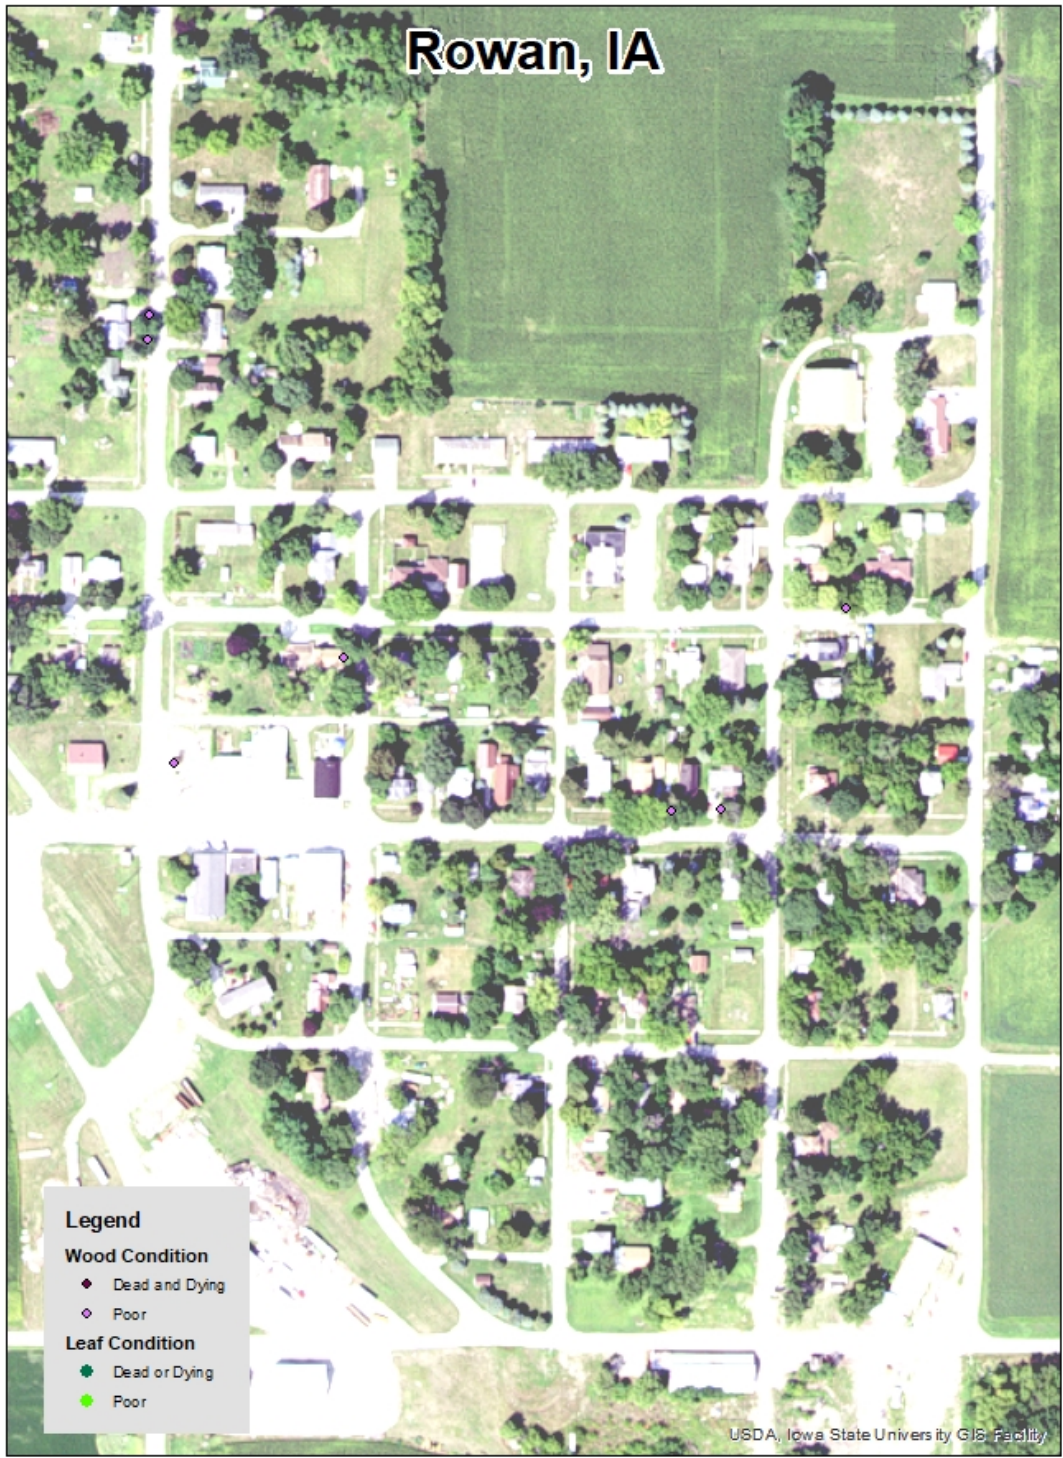 Rowan, IA
Legend
Wood Condition
Dead and Dying
Poor
Leaf Condition
Dead or Dying
Poor
USDA, Iowa State University GIS Facility